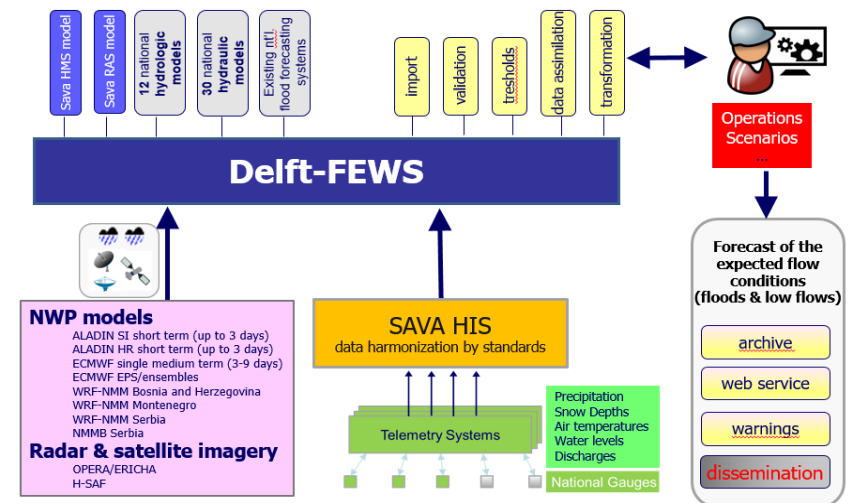 Sava HMS model
Sava RAS model
12 national
hydrologic
models
30 national
hydraulic
models
Existing nt'l.
flood forecasting
systems
import
validation
tresholds
data assimilation
transformation
Operations
Scenarios
...
Delft-FEWS
Forecast of the
expected flow
conditions
(floods & low flows)
archive
web service
warnings
dissemination
NWP models
ALADIN SI short term (up to 3 days)
ALADIN HR short term (up to 3 days)
ECMWF single medium term (3-9 days)
ECMWF EPS/ensembles
WRF-NMM Bosnia and Herzegovina
WRF-NMM Montenegro
WRF-NMM Serbia
NMMB Serbia
Radar & satellite imagery
OPERA/ERICHA
H-SAF
SAVA HIS
data harmonization by standards
Telemetry Systems
Precipitation
Snow Depths
Air temperatures
Water levels
Discharges
National Gauges